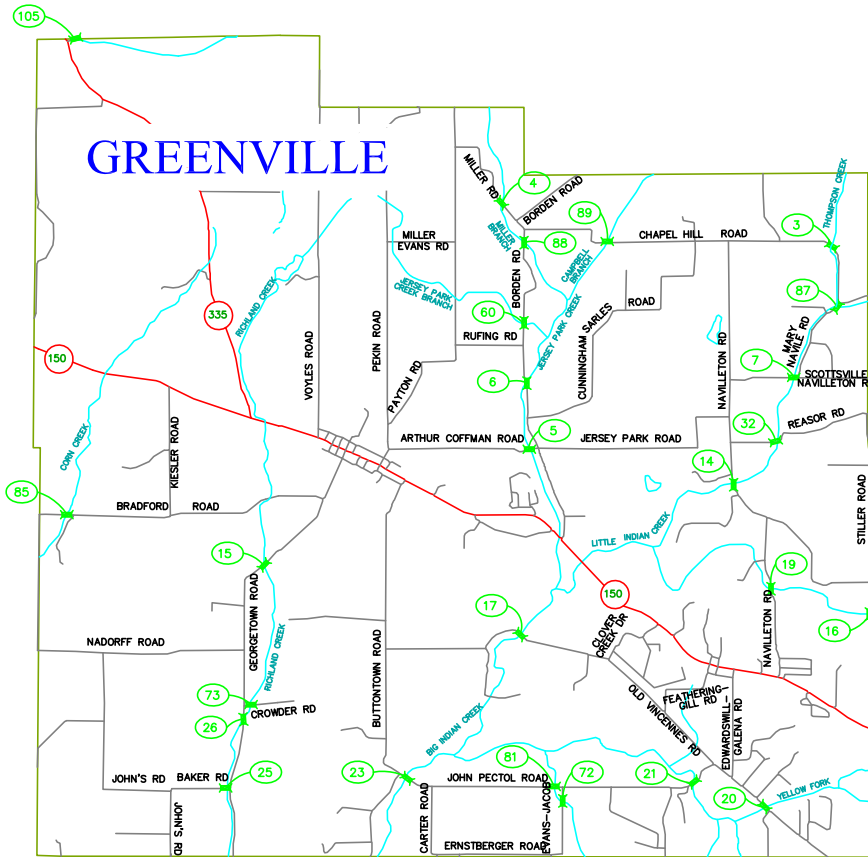 105
GREENVILLE
MILLER RD
4
BORDEN ROAD
89
CHAPEL HILL ROAD
3
THOMPSON CREEK
MILLER
EVANS RD
MILLER
BRANCH
88
CAMPBELL
BRANCH
BORDEN RD
JERSEY PARK
CREEK BRANCH
RICHLAND CREEK
335
60
RUFING RD
JERSEY PARK CREEK
CUNNINGHAM SARLES
ROAD
87
MARY
NAVILE RD
150
VOYLES ROAD
PEKIN ROAD
PAYTON RD
6
NAVILLETON RD
7
SCOTTSVILLE
NAVILLETON R
CORN CREEK
KIESLER ROAD
ARTHUR COFFMAN ROAD
5
JERSEY PARK ROAD
32
REASOR RD
14
85
BRADFORD ROAD
STILLER ROAD
LITTLE INDIAN CREEK
15
19
GEORGETOWN ROAD
150
16
17
CLOVER
CREEK DR
NAVILLETON RD
NADORFF ROAD
RICHLAND CREEK
BUTTONTOWN ROAD
73
CROWDER RD
26
OLD VINCENNES RD
FEATHERING-
GILL RD
EDWARDSWILL-
GALENA RD
BIG INDIAN CREEK
JOHN'S RD
BAKER RD
25
23
JOHN PECTOL ROAD
81
72
21
20
YELLOW FORK
JOHN'S RD
CARTER ROAD
ERNSTBERGER ROAD
EVANS-JACOB